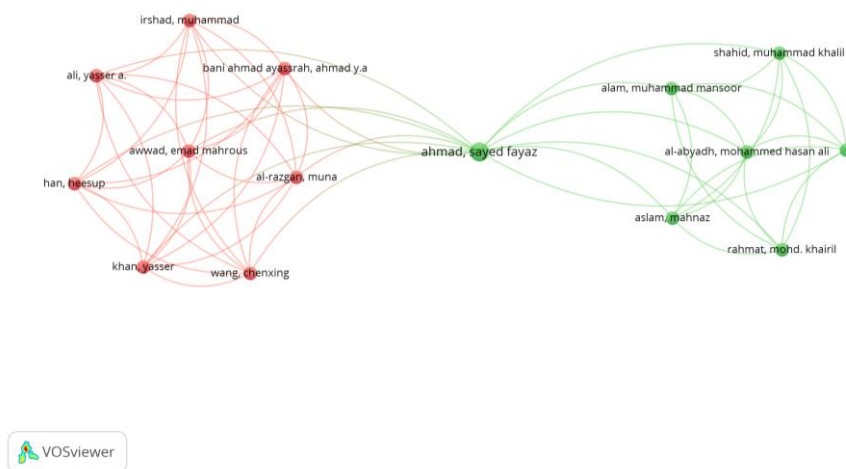 irshad, muhammad
shahid, muhammad khalil
bani ahmad ayassrah, ahmad y.a
ali, yasser a.
alam, muhammad mansoor
awwad, emad mahrous
ahmad, sayed fayaz
al-abyadh, mohammed hasan ali
al-razgan, muna
han, heesup
aslam, mahnaz
rahmat, mohd. khairil
khan, yasser
wang, chenxing
VOSviewer